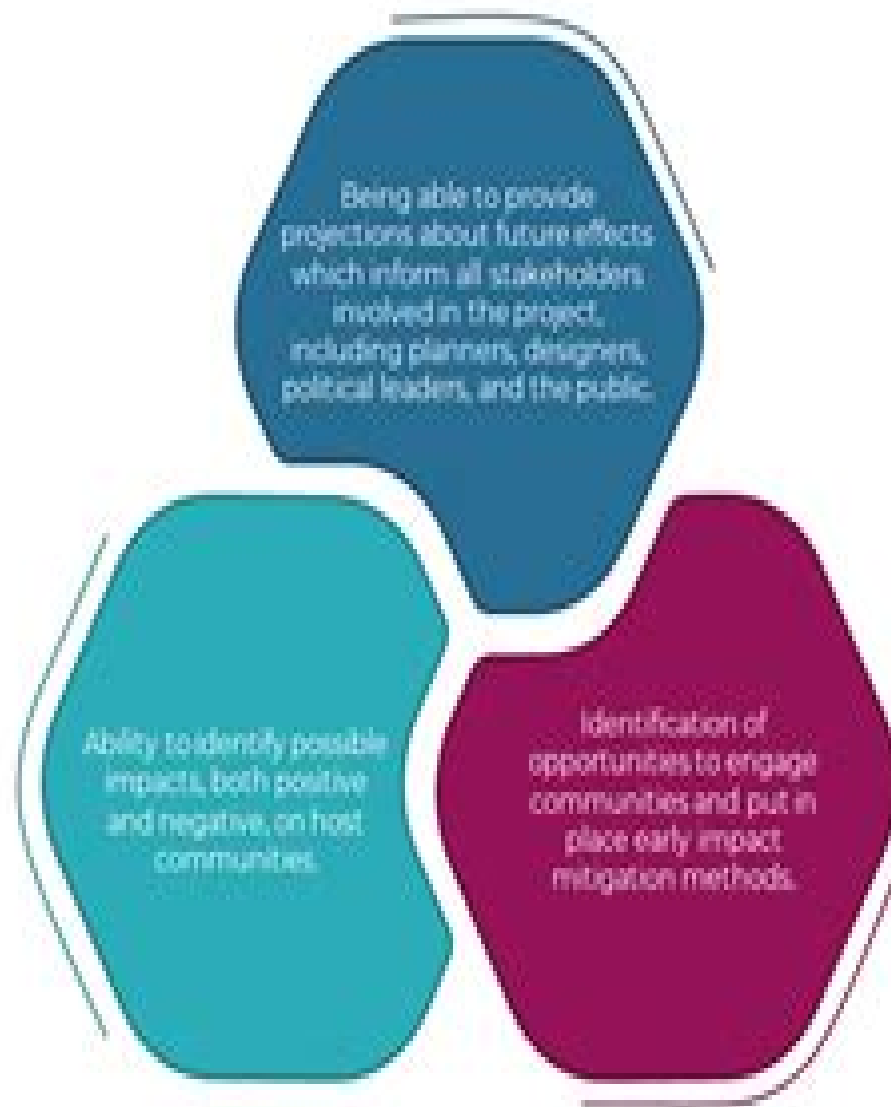 Being able to provide
projections about future effects
which inform all stakeholders
involved in the project,
including planners, designers,
political leaders, and the public.
Ability to identify possible
impacts, both positive
and negative, on host
communities.
Identification of
opportunities to engage
communities and put in
place early impact
mitigation methods.